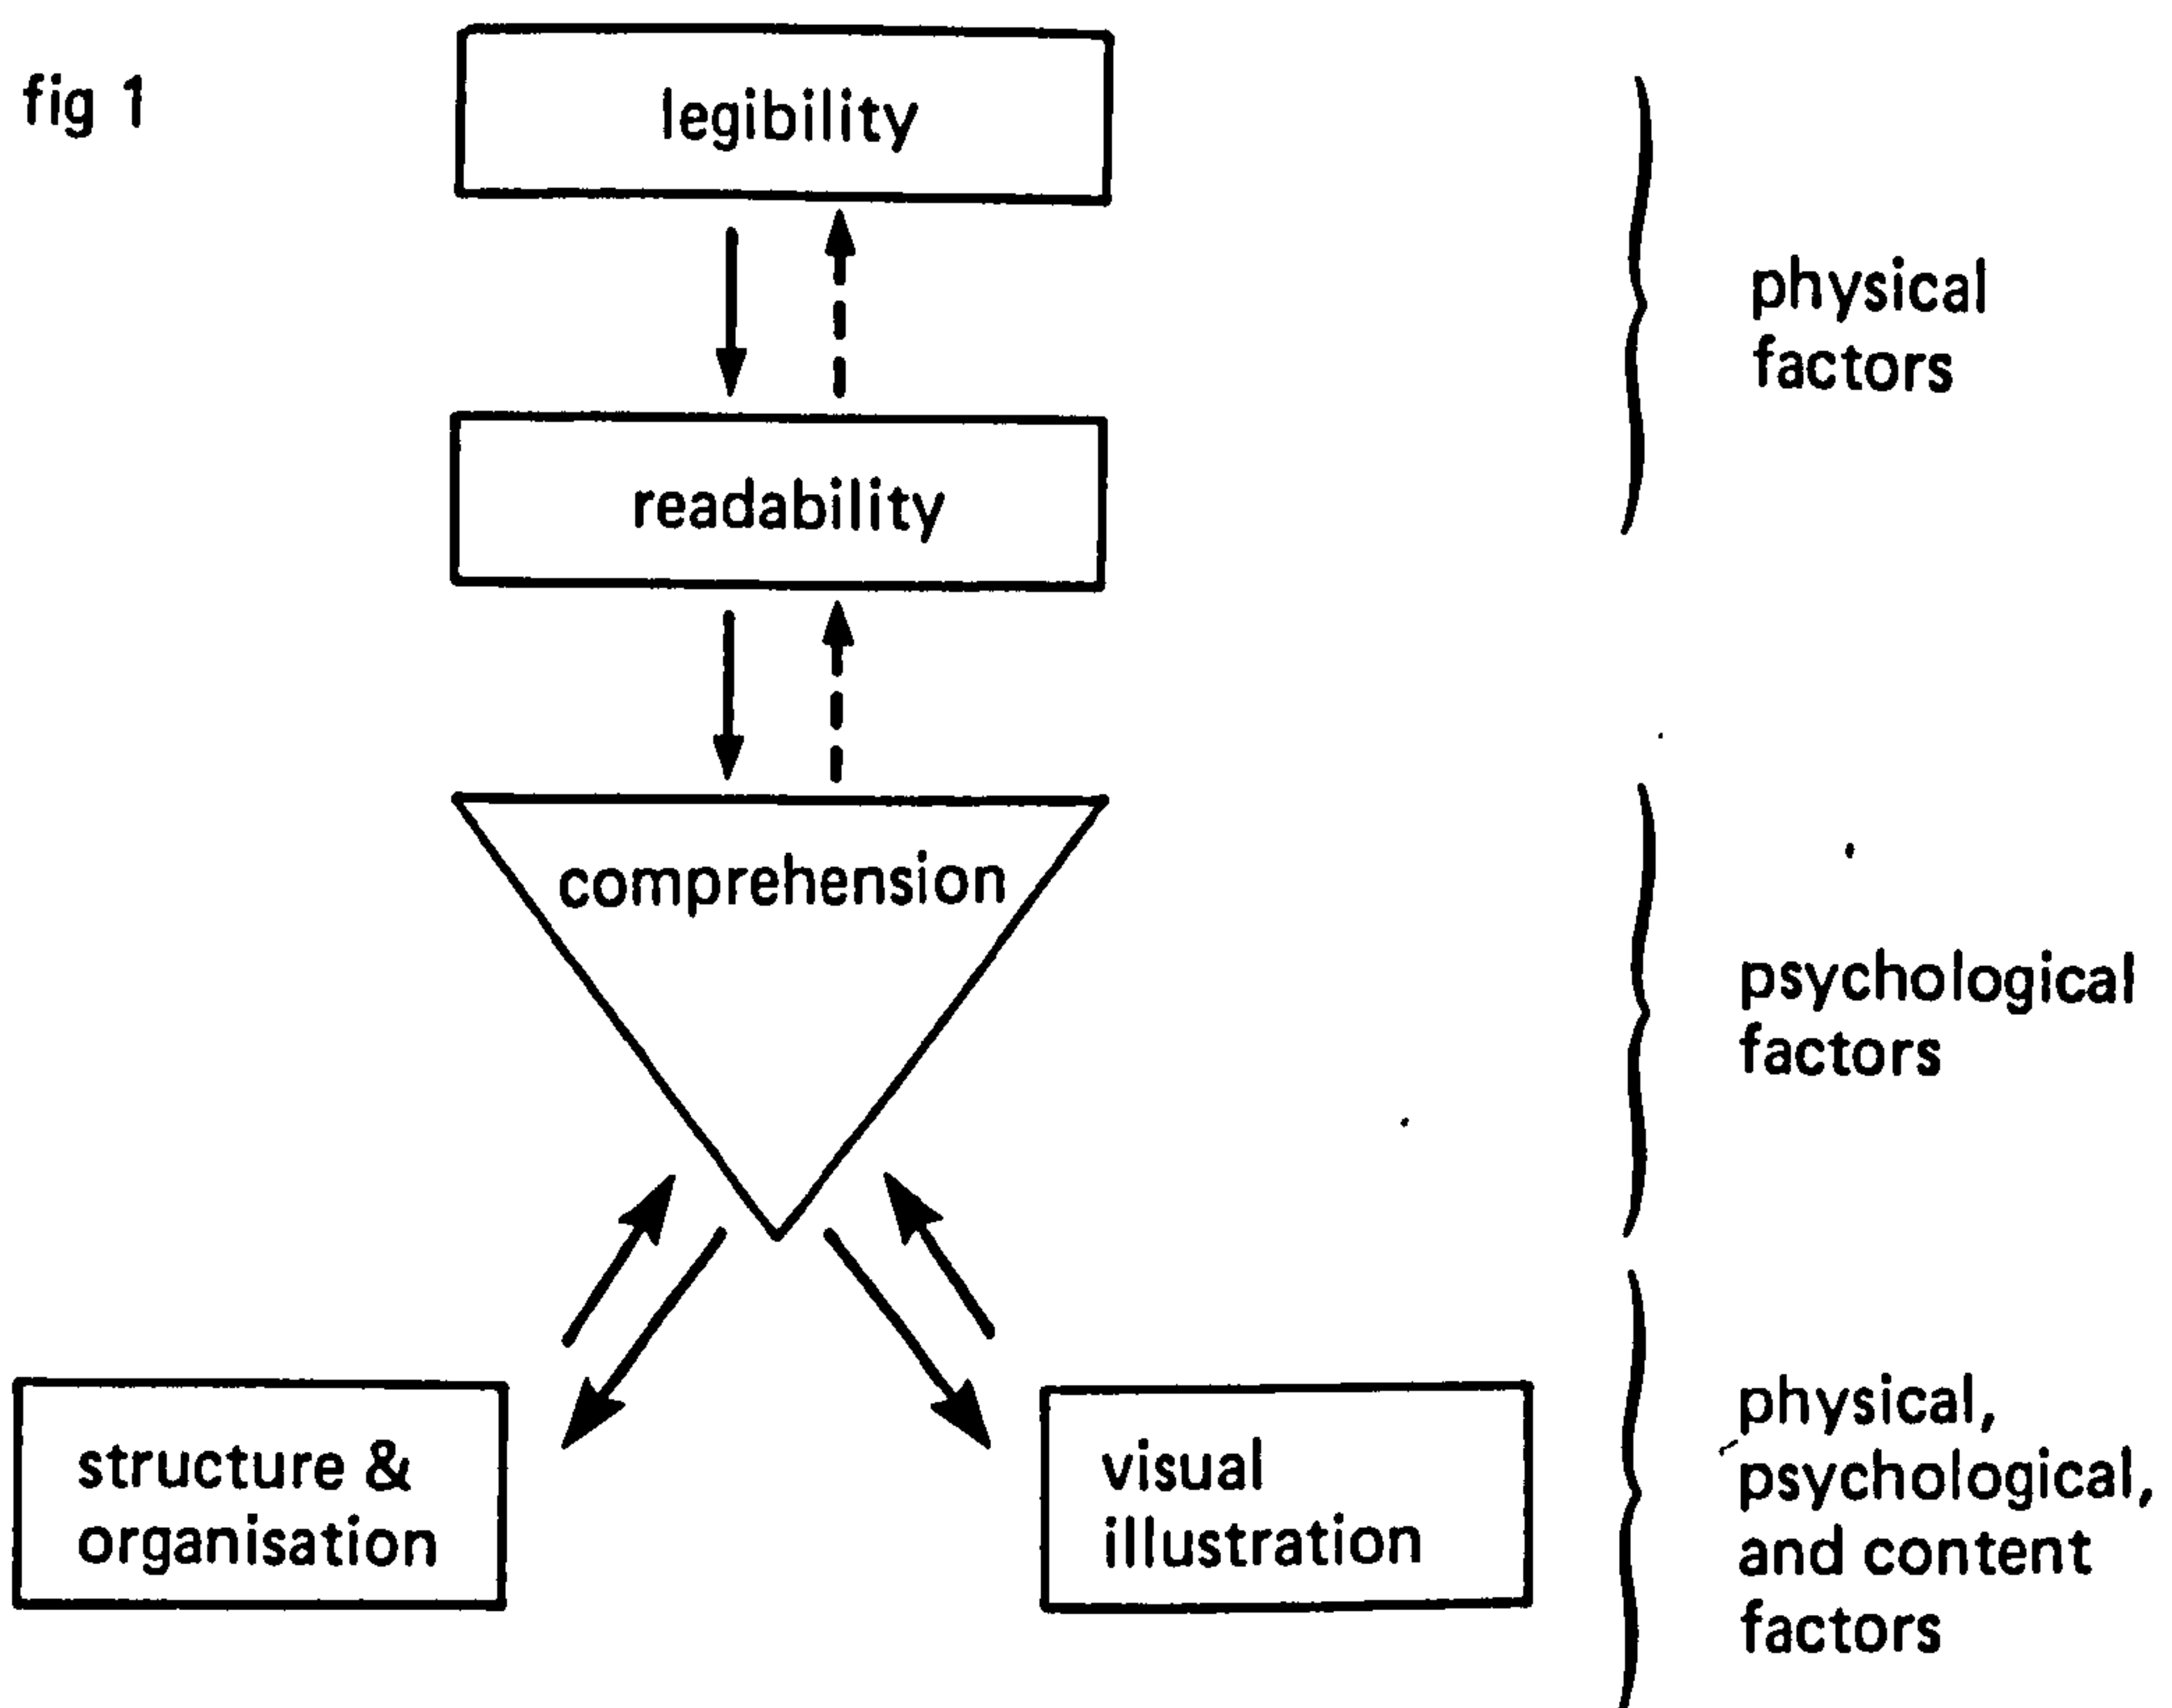 fig 1
legibility
physical
factors
readability
comprehension
psychological
factors
structure &
organisation
visual
illustration
physical,
psychological,
and content
factors